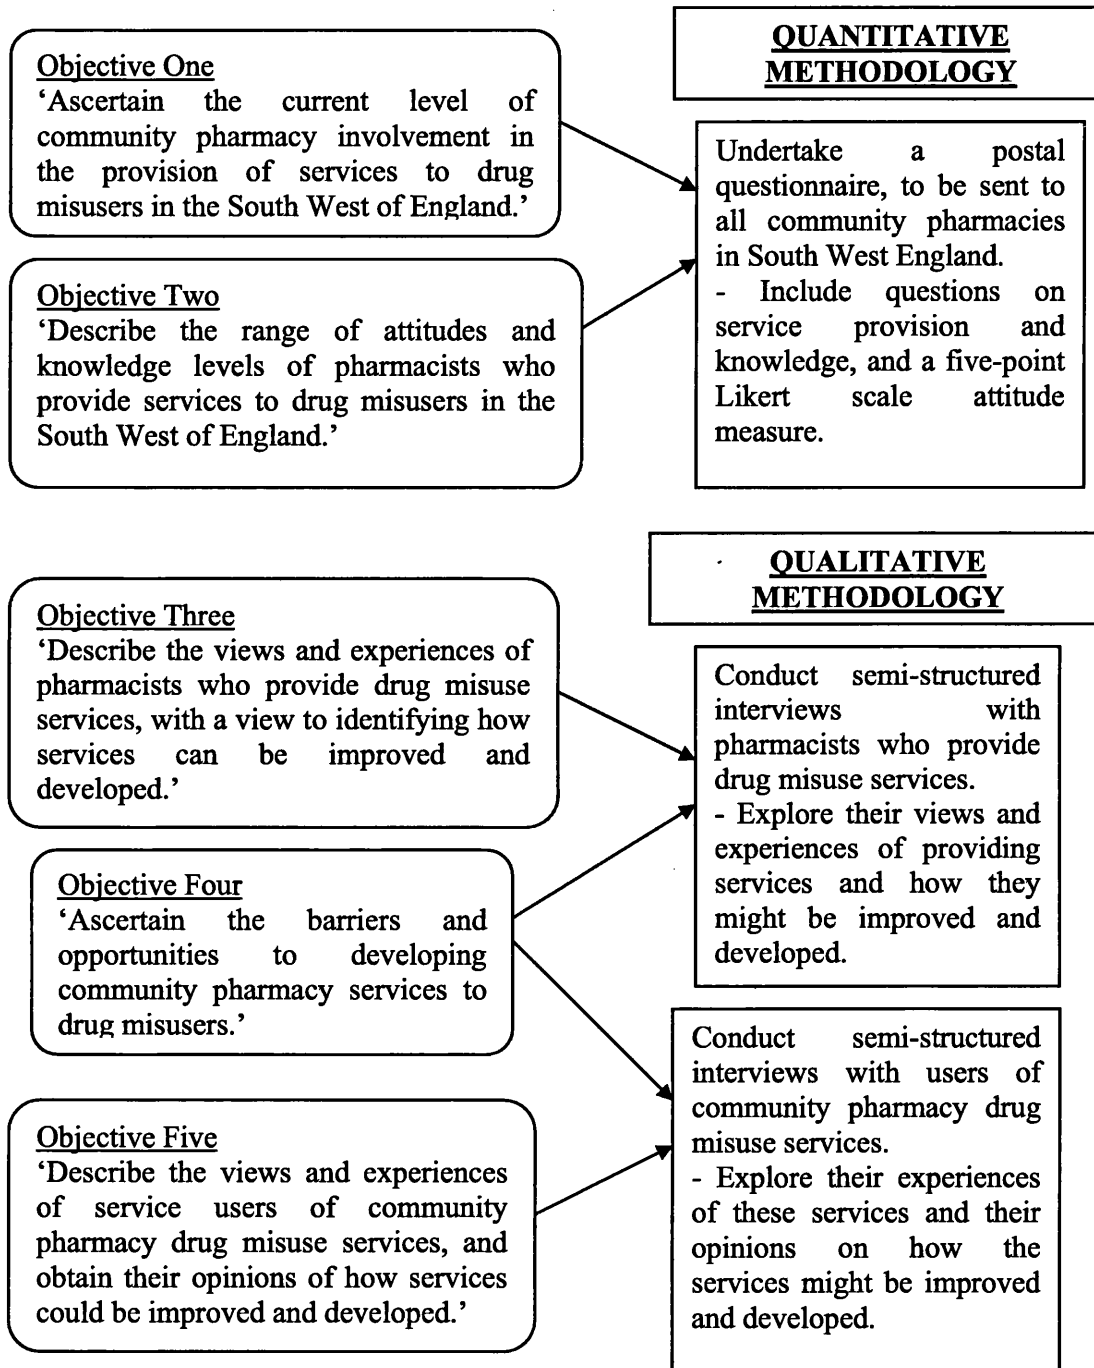 Objective One
‘Ascertain the current level of
community pharmacy involvement in
the provision of services to drug
misusers in the South West of England.’
Objective Two
‘Describe the range of attitudes and
knowledge levels of pharmacists who
provide services to drug misusers in the
South West of England.’
QUANTITATIVE
METHODOLOGY
Undertake a postal
questionnaire, to be sent to
all community pharmacies
in South West England.
- Include questions on
service provision and
knowledge, and a five-point
Likert scale attitude
measure.
Objective Three
‘Describe the views and experiences of
pharmacists who provide drug misuse
services, with a view to identifying how
services can be improved and
developed.’
Objective Four
‘Ascertain the barriers and
opportunities to developing
community pharmacy services to
drug misusers.’
Objective Five
‘Describe the views and experiences
of service users of community
pharmacy drug misuse services, and
obtain their opinions of how services
could be improved and developed.’
QUALITATIVE
METHODOLOGY
Conduct semi-structured
interviews with
pharmacists who provide
drug misuse services.
- Explore their views and
experiences of providing
services and how they
might be improved and
developed.
Conduct semi-structured
interviews with users of
community pharmacy drug
misuse services.
- Explore their experiences
of these services and their
opinions on how the
services might be improved
and developed.